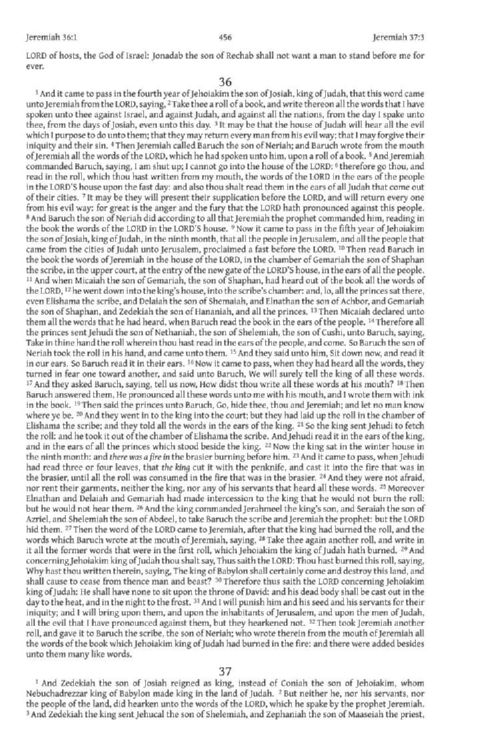 Jeremiah 36:1 456 Jeremiah 37:3
LORD of hosts, the God of Israel: Jonadab the son of Rechab shall not want a man to stand before me for
ever.
36
1 And it came to pass in the fourth year of Jehoiakim the son of Josiah, king of Judah, that this word came
unto Jeremiah from the LORD, saying, 2 Take thee a roll of a book, and write thereon all the words that I have
spoken unto thee against Israel, and against Judah, and against all the nations, from the day I spake unto
thee, from the days of Josiah, even unto this day. 3 It may be that the house of Judah will hear all the evil
which I purpose to do unto them; that they may return every man from his evil way; that I may forgive their
iniquity and their sin. 4 Then Jeremiah called Baruch the son of Neriah; and Baruch wrote from the mouth
of Jeremiah all the words of the LORD, which he had spoken unto him, upon a roll of a book. 5 And Jeremiah
commanded Baruch, saying, I am shut up; I cannot go into the house of the LORD: 6 therefore go thou, and
read in the roll, which thou hast written from my mouth, the words of the LORD in the ears of the people
in the LORD'S house upon the fast day: and also thou shalt read them in the ears of all Judah that come out
of their cities. 7 It may be they will present their supplication before the LORD, and will return every one
from his evil way: for great is the anger and the fury that the LORD hath pronounced against this people.
8 And Baruch the son of Neriah did according to all that Jeremiah the prophet commanded him, reading in
the book the words of the LORD in the LORD'S house. 9 Now it came to pass in the fifth year of Jehoiakim
the son of Josiah, king of Judah, in the ninth month, that all the people in Jerusalem, and all the people that
came from the cities of Judah unto Jerusalem, proclaimed a fast before the LORD. 10 Then read Baruch in
the book the words of Jeremiah in the house of the LORD, in the chamber of Gemariah the son of Shaphan
the scribe, in the upper court, at the entry of the new gate of the LORD'S house, in the ears of all the people.
11 And when Micaiah the son of Gemariah, the son of Shaphan, had heard out of the book all the words of
the LORD, 12 he went down into the king's house, into the scribe's chamber: and, lo, all the princes sat there,
even Elishama the scribe, and Delaiah the son of Shemaiah, and Elnathan the son of Achbor, and Gemariah
the son of Shaphan, and Zedekiah the son of Hananiah, and all the princes. 13 Then Micaiah declared unto
them all the words that he had heard, when Baruch read the book in the ears of the people. 14 Therefore all
the princes sent Jehudi the son of Nethaniah, the son of Shelemiah, the son of Cushi, unto Baruch, saying,
Take in thine hand the roll wherein thou hast read in the ears of the people, and come. So Baruch the son of
Neriah took the roll in his hand, and came unto them. 15 And they said unto him, Sit down now, and read it
in our ears. So Baruch read it in their ears. 16 Now it came to pass, when they had heard all the words, they
turned in fear one toward another, and said unto Baruch, We will surely tell the king of all these words.
17 And they asked Baruch, saying, tell us now, How didst thou write all these words at his mouth? 18 Then
Baruch answered them, He pronounced all these words unto me with his mouth, and I wrote them with ink
in the book. 19 Then said the princes unto Baruch, Go, hide thee, thou and Jeremiah; and let no man know
where ye be. 20 And they went in to the king into the court; but they had laid up the roll in the chamber of
Elishama the scribe; and they told all the words in the ears of the king. 21 So the king sent Jehudi to fetch
the roll: and he took it out of the chamber of Elishama the scribe. And Jehudi read it in the ears of the king,
and in the ears of all the princes which stood beside the king. 22 Now the king sat in the winter house in
the ninth month: and there was a fire in the brasier burning before him. 23 And it came to pass, when Jehudi
had read three or four leaves, that the king cut it with the penknife, and cast it into the fire that was in
the brasier, until all the roll was consumed in the fire that was in the brasier. 24 And they were not afraid,
nor rent their garments, neither the king, nor any of his servants that heard all these words. 25 Moreover
Elnathan and Delaiah and Gemariah had made intercession to the king that he would not burn the roll:
but he would not hear them. 26 And the king commanded Jerahmeel the king's son, and Seraiah the son of
Azriel, and Shelemiah the son of Abdeel, to take Baruch the scribe and Jeremiah the prophet: but the LORD
hid them. 27 Then the word of the LORD came to Jeremiah, after that the king had burned the roll, and the
words which Baruch wrote at the mouth of Jeremiah, saying, 28 Take thee again another roll, and write in
it all the former words that were in the first roll, which Jehoiakim the king of Judah hath burned. 29 And
concerning Jehoiakim king of Judah thou shalt say, Thus saith the LORD: Thou hast burned this roll, saying,
Why hast thou written therein, saying, The king of Babylon shall certainly come and destroy this land, and
shall cause to cease from thence man and beast? 30 Therefore thus saith the LORD concerning Jehoiakim
king of Judah: He shall have none to sit upon the throne of David: and his dead body shall be cast out in the
day to the heat, and in the night to the frost. 31 And I will punish him and his seed and his servants for their
iniquity; and I will bring upon them, and upon the inhabitants of Jerusalem, and upon the men of Judah,
all the evil that I have pronounced against them, but they hearkened not. 32 Then took Jeremiah another
roll, and gave it to Baruch the scribe, the son of Neriah; who wrote therein from the mouth of Jeremiah all
the words of the book which Jehoiakim king of Judah had burned in the fire: and there were added besides
unto them many like words.
37
1 And Zedekiah the son of Josiah reigned as king, instead of Coniah the son of Jehoiakim, whom
Nebuchadrezzar king of Babylon made king in the land of Judah. 2 But neither he, nor his servants, nor
the people of the land, did hearken unto the words of the LORD, which he spake by the prophet Jeremiah.
3 And Zedekiah the king sent Jehucal the son of Shelemiah, and Zephaniah the son of Maaseiah the priest,